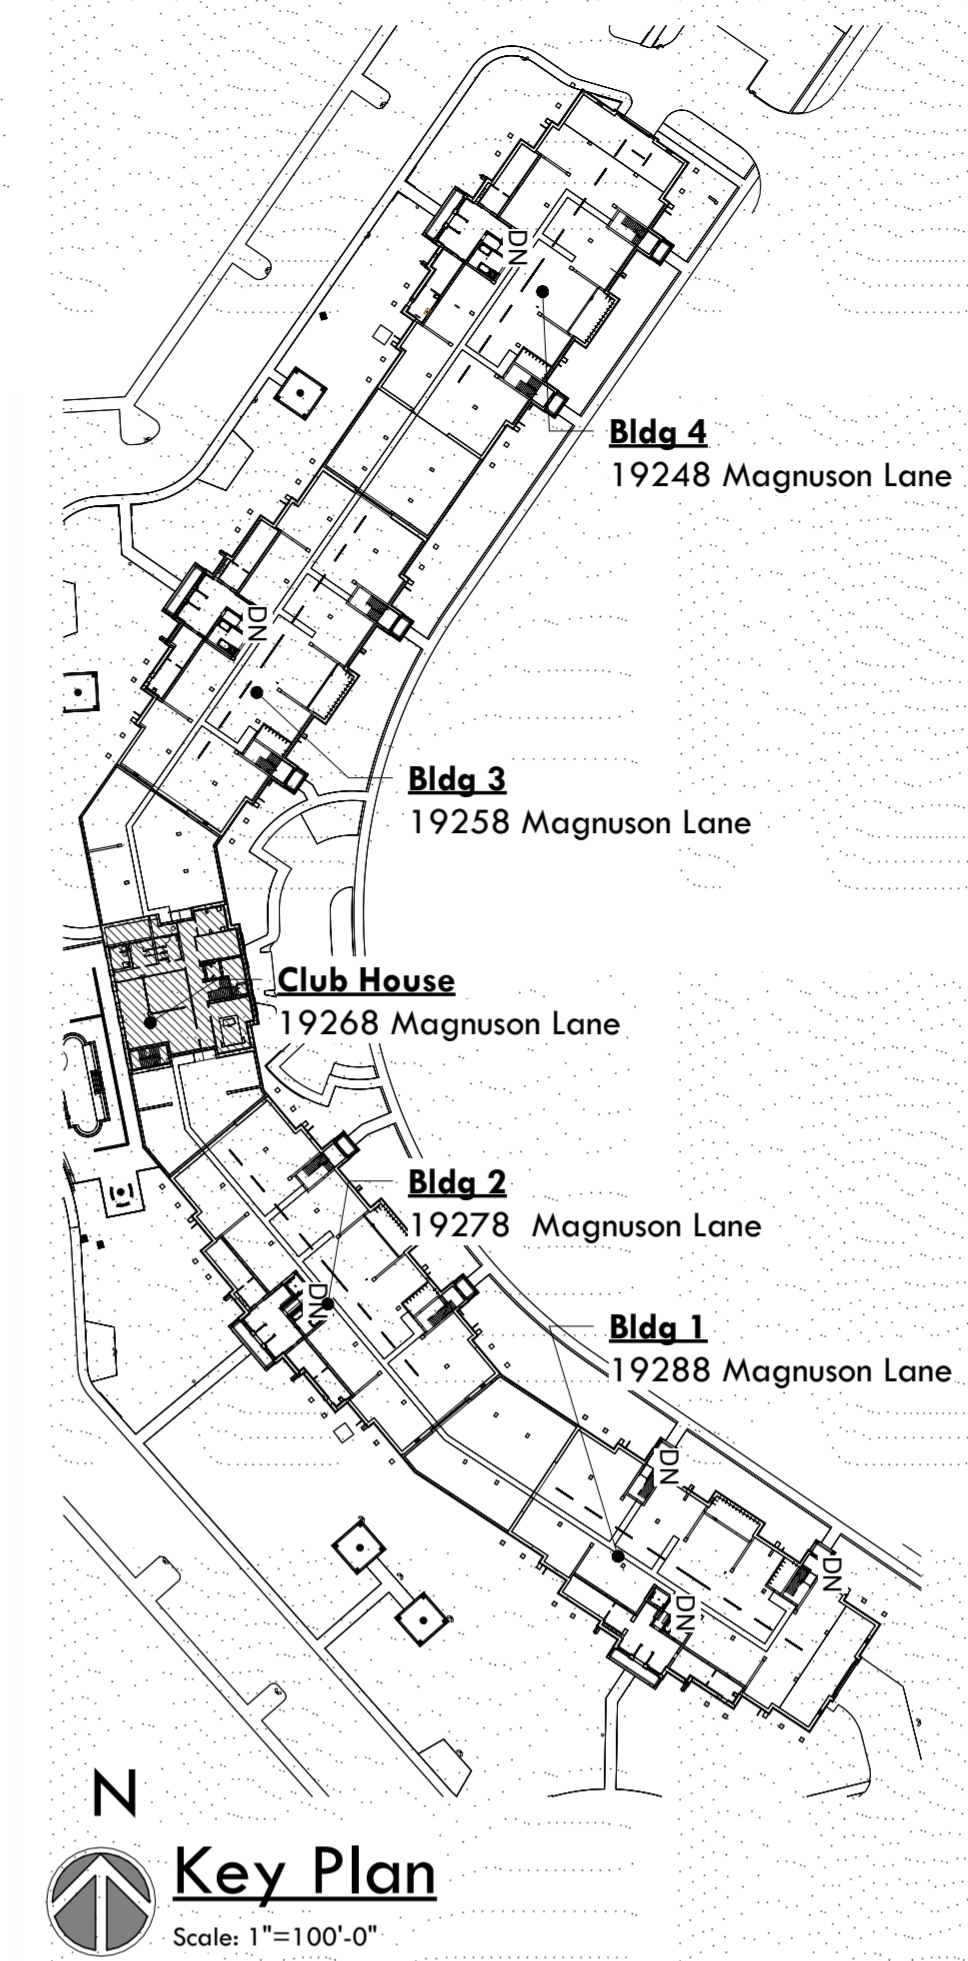 DN
Bldg 4
19248 Magnuson Lane
DN
Bldg 3
19258 Magnuson Lane
Club House
19268 Magnuson Lane
Bldg 2
19278 Magnuson Lane
DN
Bldg 1
19288 Magnuson Lane
DN
DN
DN
N
Key Plan
Scale: 1"=100'-0"